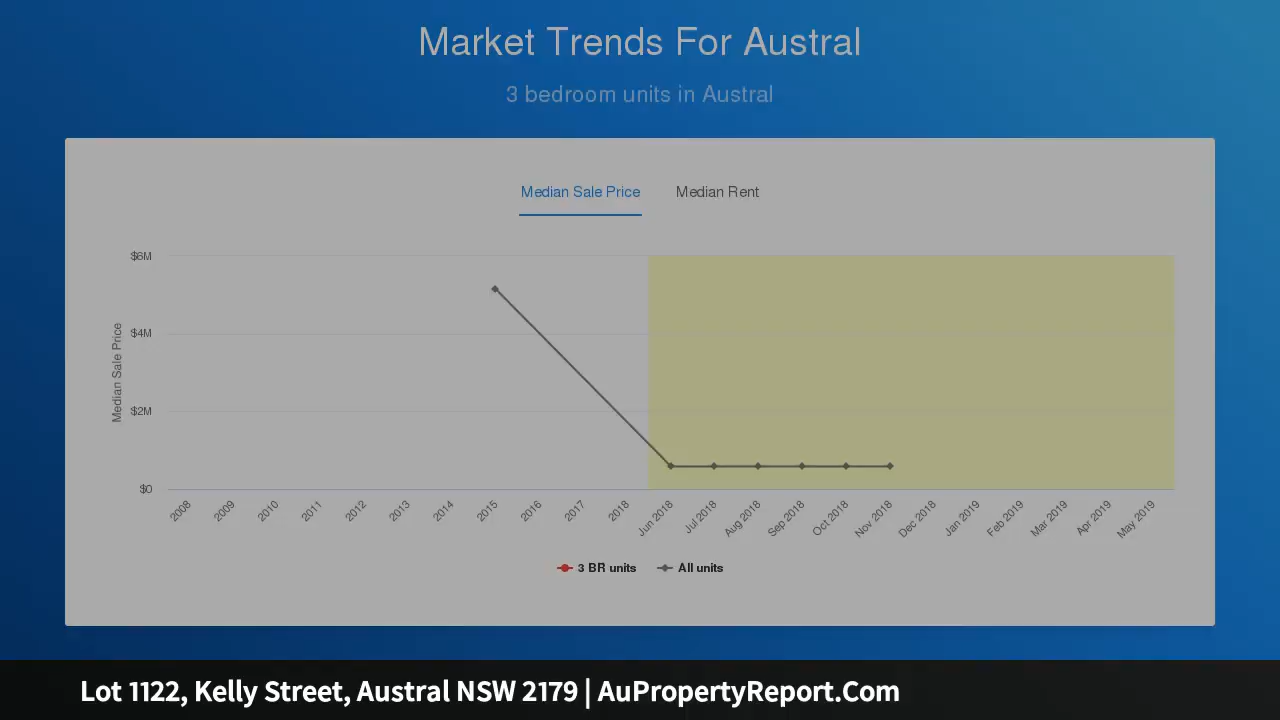 Market Trends For Austral
3 bedroom units in Austral
Median Sale Price Median Rent
$6M
$4M
$2M
$0
Median Sale Price
2008 2009 2010 2011 2012 2013 2014 2015 2016 2017 2018 Jun 2018 Jul 2018 Aug 2018 Sep 2018 Oct 2018 Nov 2018 Dec 2018 Jan 2019 Feb 2019 Mar 2019 Apr 2019 May 2019
3 BR units All units
Lot 1122, Kelly Street, Austral NSW 2179 | AuPropertyReport.Com